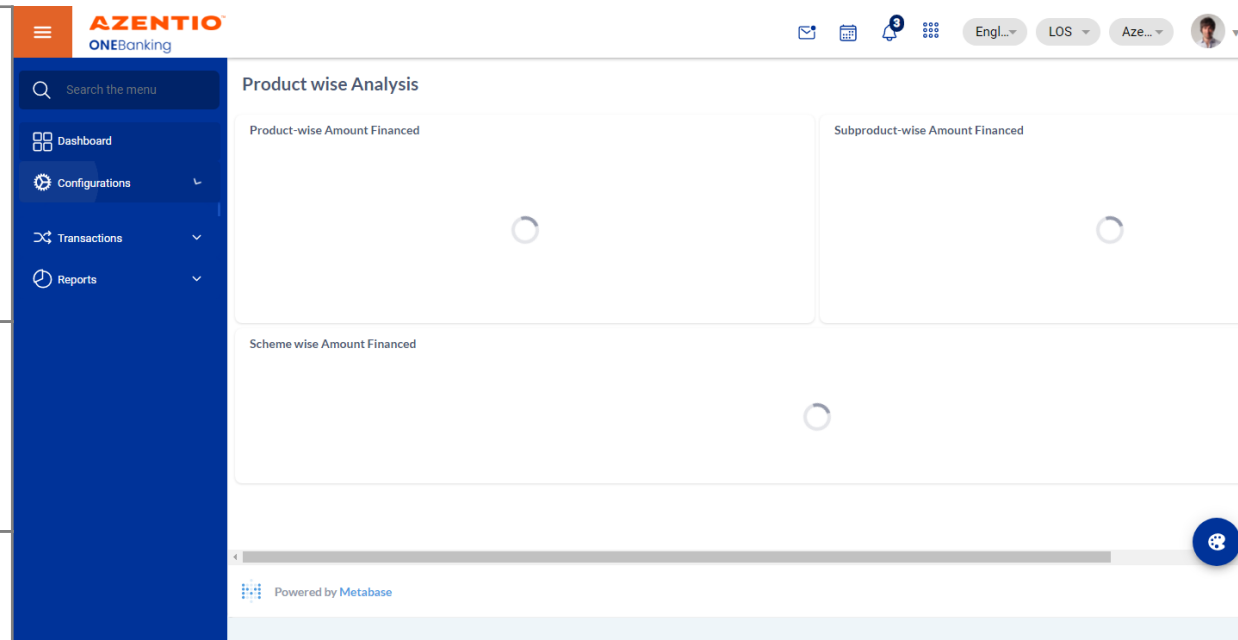 AZENTIO
ONEBanking
3
Engl...
LOS
Aze...
Search the menu
Dashboard
Configurations
Transactions
Reports
Product wise Analysis
Product-wise Amount Financed
Subproduct-wise Amount Financed
Scheme wise Amount Financed
Powered by Metabase